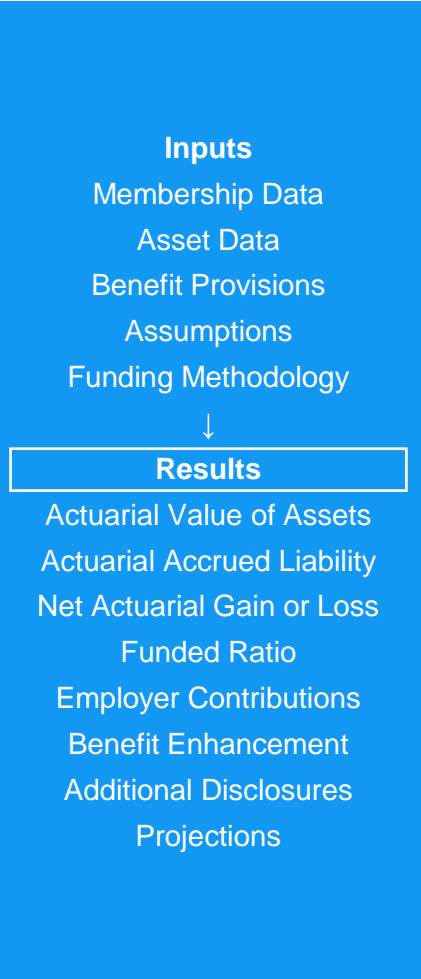 Inputs
Membership Data
Asset Data
Benefit Provisions
Assumptions
Funding Methodology
↓
Results
Actuarial Value of Assets
Actuarial Accrued Liability
Net Actuarial Gain or Loss
Funded Ratio
Employer Contributions
Benefit Enhancement
Additional Disclosures
Projections